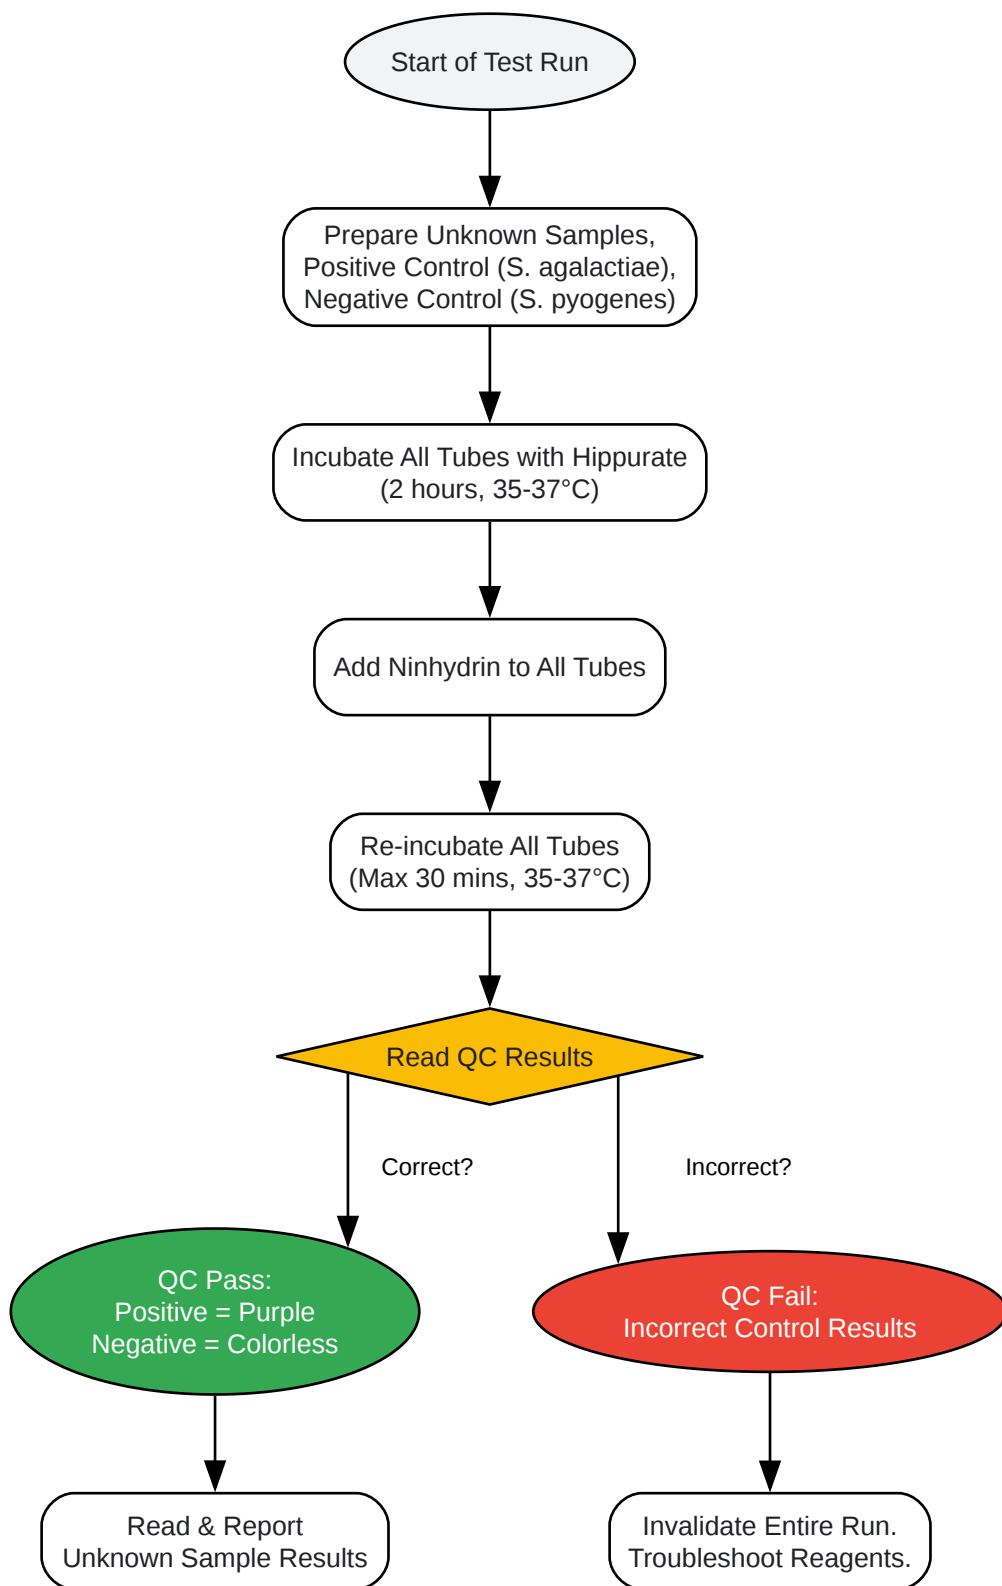 Start of Test Run
Prepare Unknown Samples,
Positive Control (S. agalactiae),
Negative Control (S. pyogenes)
Incubate All Tubes with Hippurate
(2 hours, 35-37°C)
Add Ninhydrin to All Tubes
Re-incubate All Tubes
(Max 30 mins, 35-37°C)
Read QC Results
Correct?
Incorrect?
QC Pass:
Positive = Purple
Negative = Colorless
QC Fail:
Incorrect Control Results
Read & Report
Unknown Sample Results
Invalidate Entire Run.
Troubleshoot Reagents.